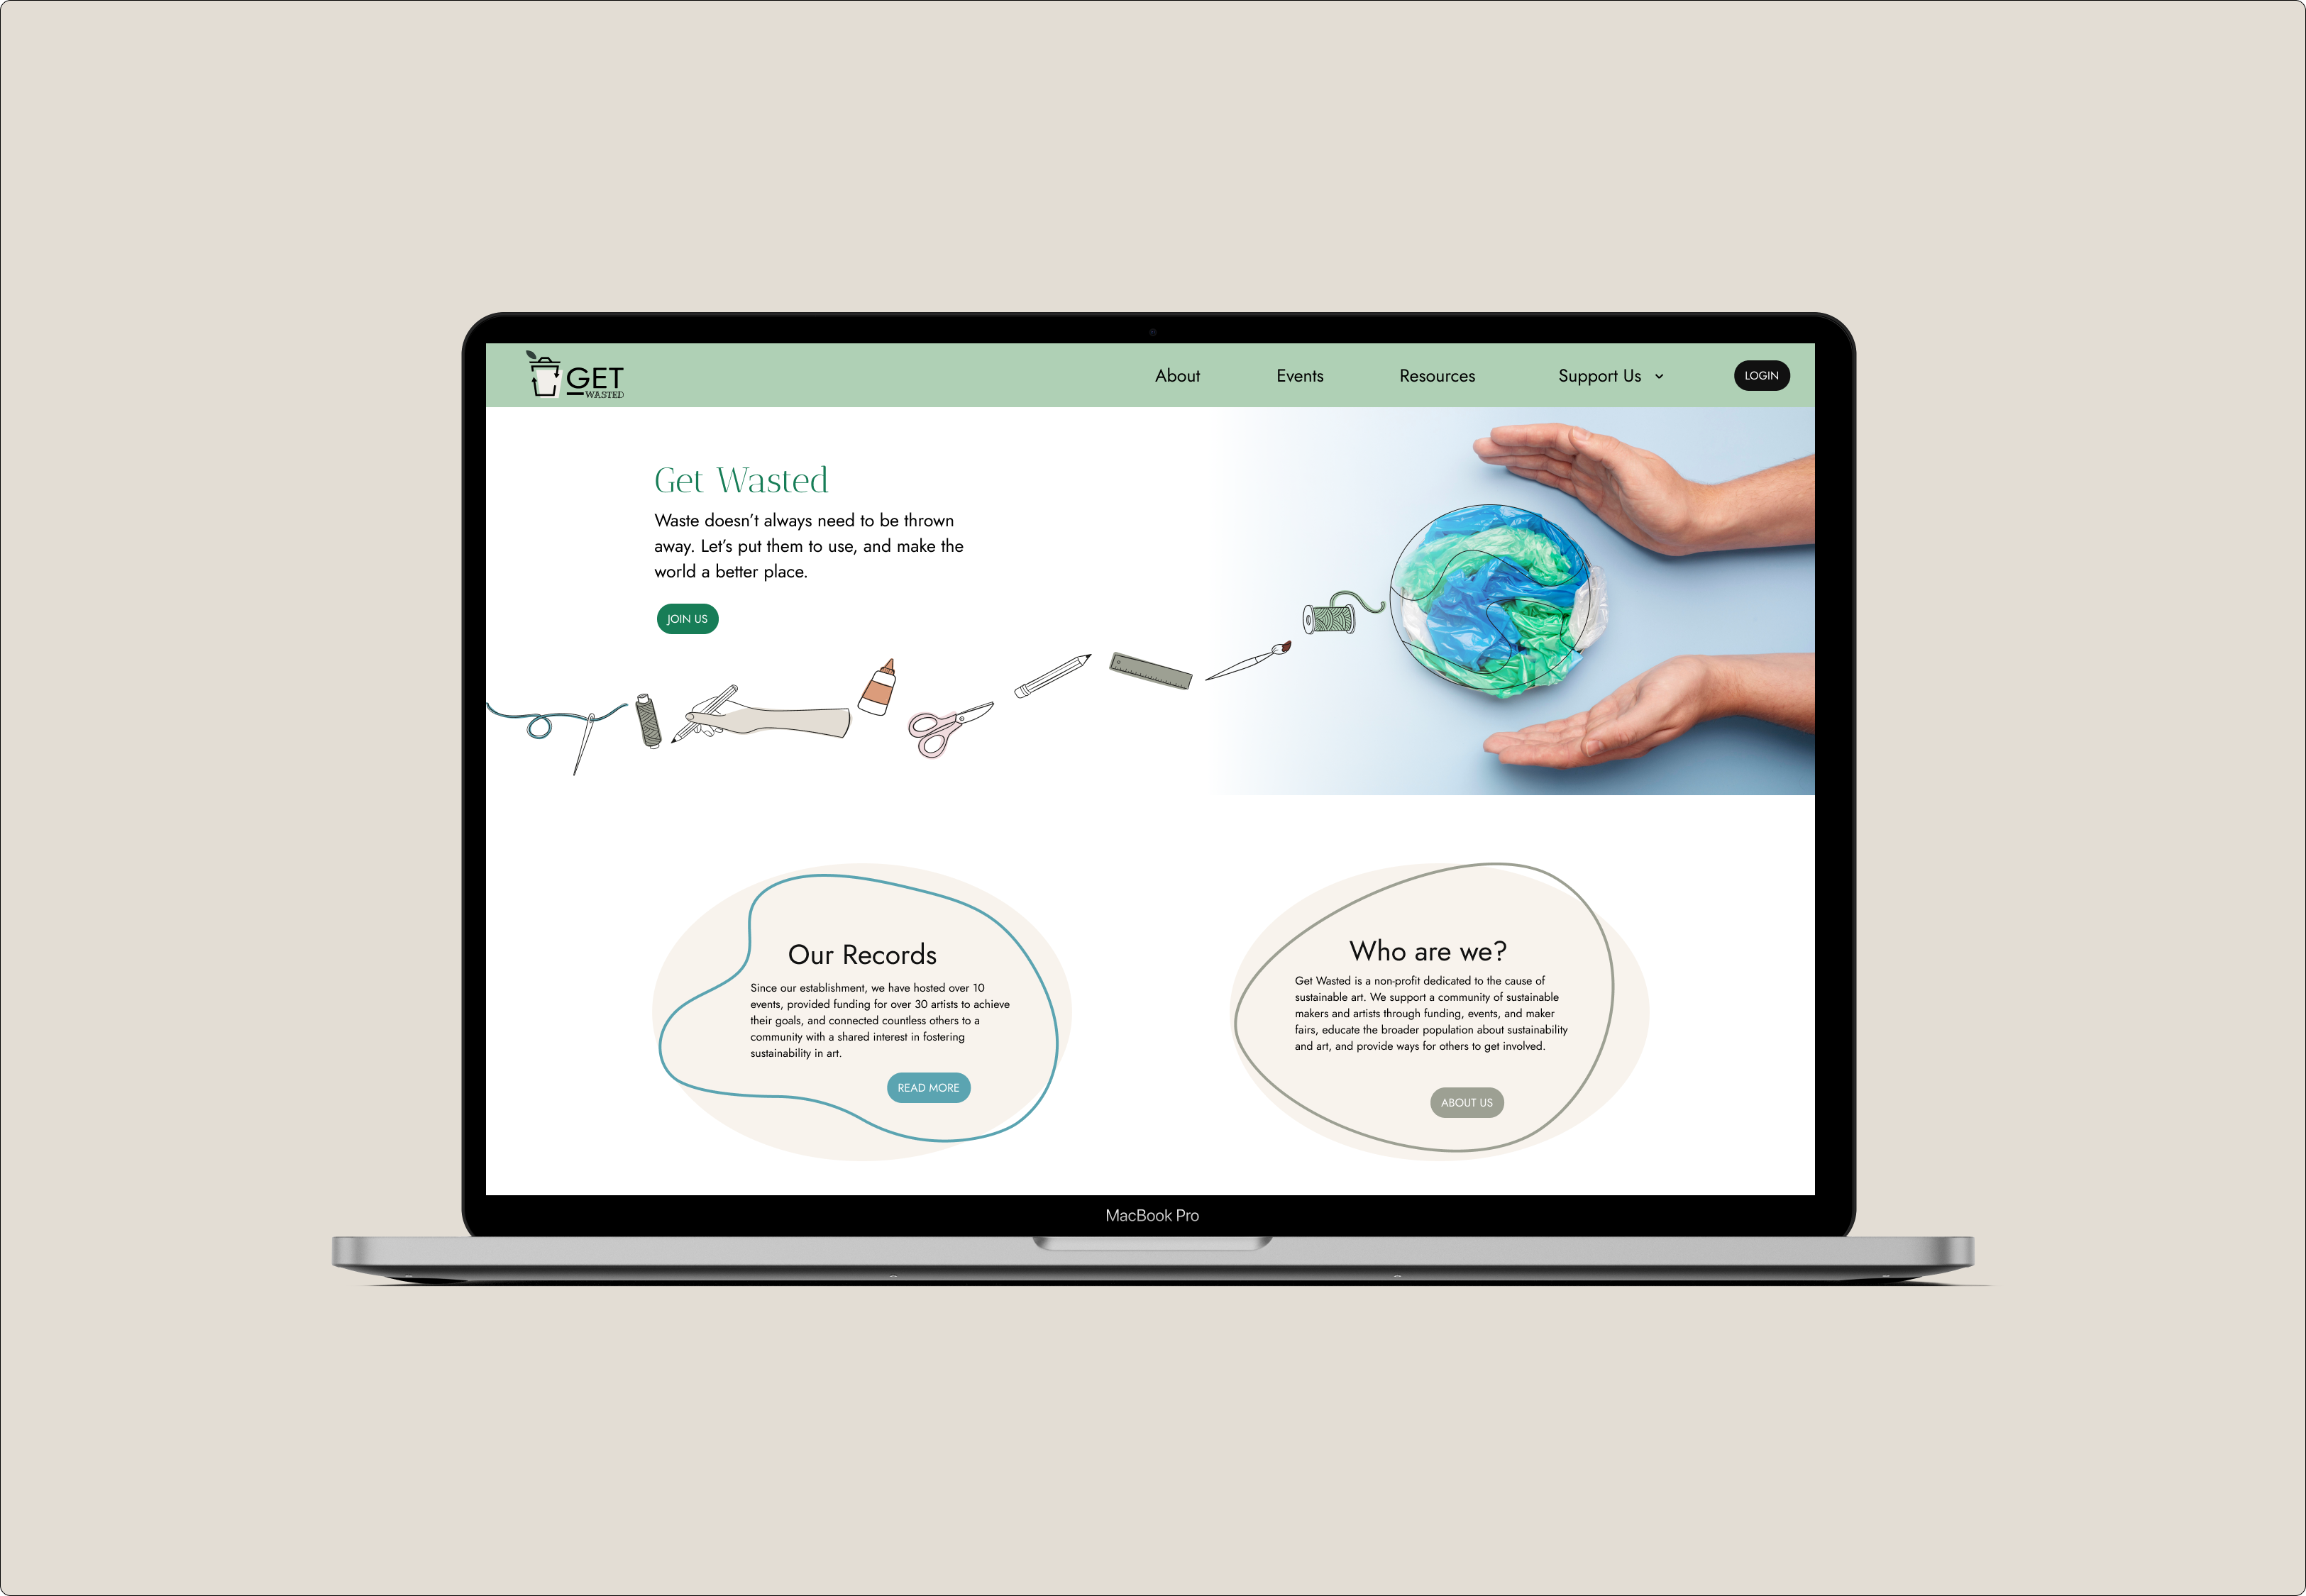 GET
WASTED
About Events Resources Support Us LOGIN
Get Wasted
Waste doesn’t always need to be thrown
away. Let’s put them to use, and make the
world a better place.
JOIN US
Our Records
Since our establishment, we have hosted over 10
events, provided funding for over 30 artists to achieve
their goals, and connected countless others to a
community with a shared interest in fostering
sustainability in art.
READ MORE
Who are we?
Get Wasted is a non-profit dedicated to the cause of
sustainable art. We support a community of sustainable
makers and artists through funding, events, and maker
fairs, educate the broader population about sustainability
and art, and provide ways for others to get involved.
ABOUT US
MacBook Pro